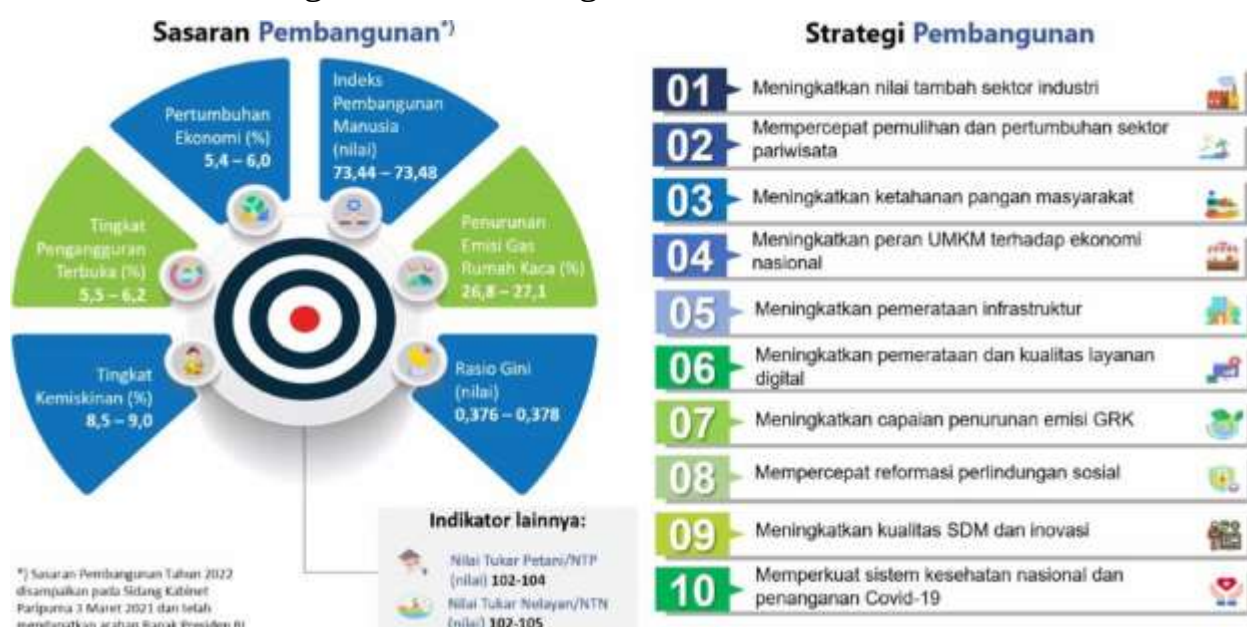 Sasaran Pembangunan*)
Indeks
Pembangunan
Manusia
(nilai)
73,44 – 73,48
Pertumbuhan
Ekonomi (%)
5,4 – 6,0
Tingkat
Pengangguran
Terbuka (%)
5,5 – 6,2
Penurunan
Emisi Gas
Rumah Kaca (%)
26,8 – 27,1
Tingkat
Kemiskinan (%)
8,5 – 9,0
Rasio Gini
(nilai)
0,376 – 0,378
Indikator lainnya:
Nilai Tukar Petani/NTP
(nilai) 102-104
Nilai Tukar Nelayan/NTN
(nilai) 102-105
*) Sasaran Pembangunan Tahun 2022
disampaikan pada Sidang Kabinet
Paripurna 3 Maret 2021 dan telah
mendapatkan arahan Bapak Presiden RI
Strategi Pembangunan
01 Meningkatkan nilai tambah sektor industri
02 Mempercepat pemulihan dan pertumbuhan sektor
pariwisata
03 Meningkatkan ketahanan pangan masyarakat
04 Meningkatkan peran UMKM terhadap ekonomi
nasional
05 Meningkatkan pemerataan infrastruktur
06 Meningkatkan pemerataan dan kualitas layanan
digital
07 Meningkatkan capaian penurunan emisi GRK
08 Mempercepat reformasi perlindungan sosial
09 Meningkatkan kualitas SDM dan inovasi
10 Memperkuat sistem kesehatan nasional dan
penanganan Covid-19